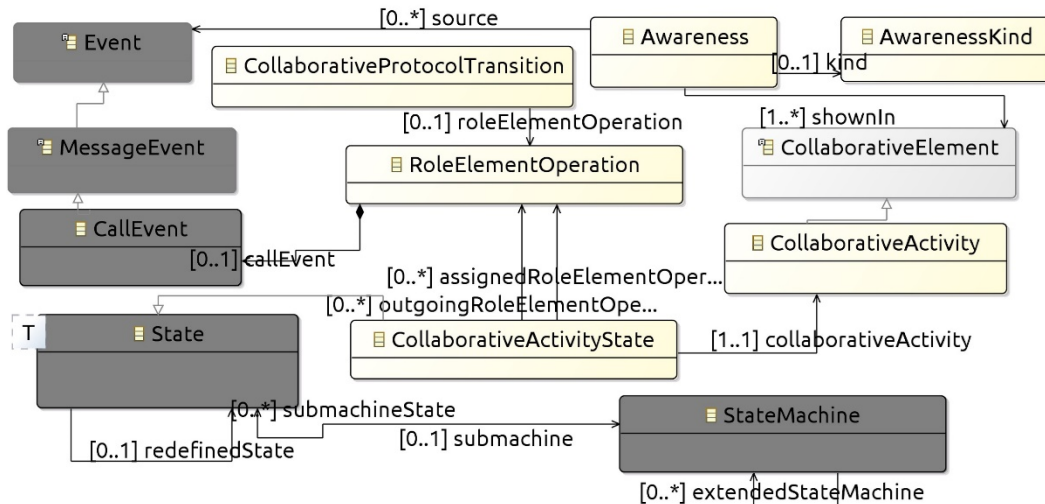 [0..*] source
Event
Awareness
AwarenessKind
CollaborativeProtocolTransition
[0..1] kind
[0..1] roleElementOperation
[1..*] shownIn
MessageEvent
CollaborativeElement
RoleElementOperation
CallEvent
CollaborativeActivity
[0..1] callEvent
[0..*] assignedRoleElementOper...
[0..*] outgoingRoleElementOpe...
T
State
CollaborativeActivityState
[1..1] collaborativeActivity
[0..*] submachineState
StateMachine
[0..1] submachine
[0..1] redefinedState
[0..*] extendedStateMachine